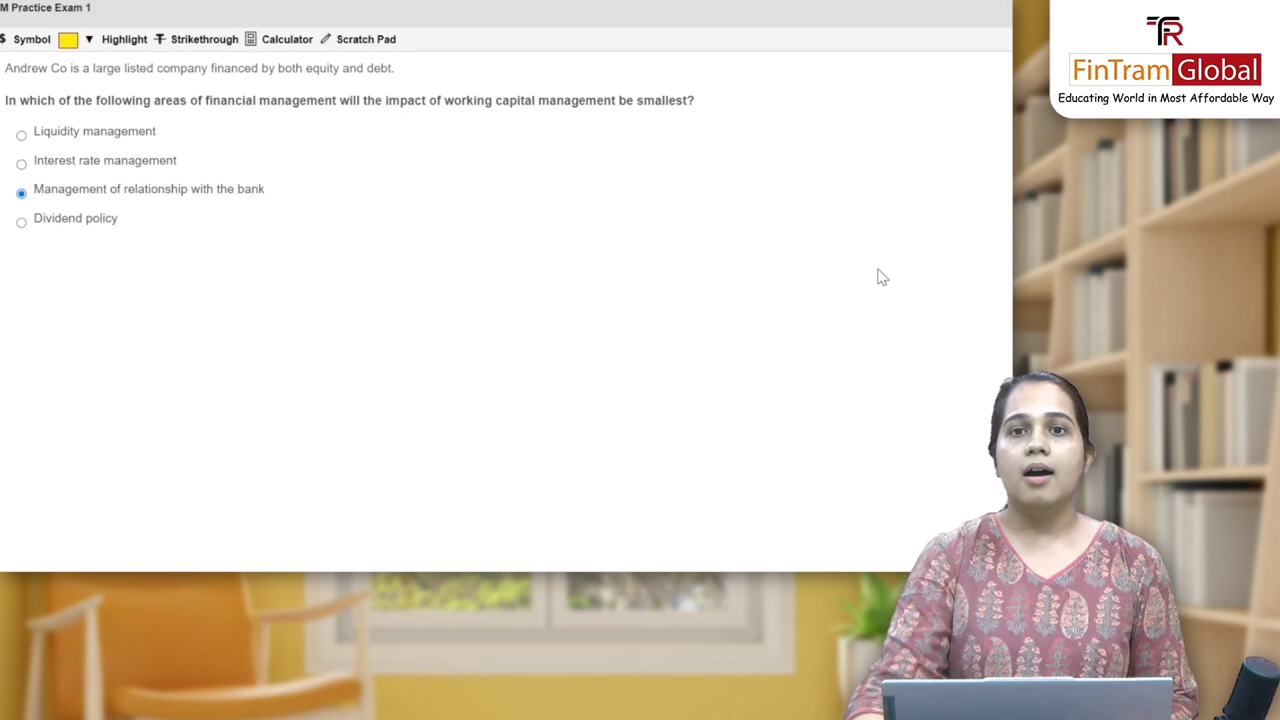 M Practice Exam 1
Symbol Highlight Strikethrough Calculator Scratch Pad
Andrew Co is a large listed company financed by both equity and debt.
In which of the following areas of financial management will the impact of working capital management be smallest?
Liquidity management
Interest rate management
Management of relationship with the bank
Dividend policy
TR
FinTram Global
Educating World in Most Affordable Way